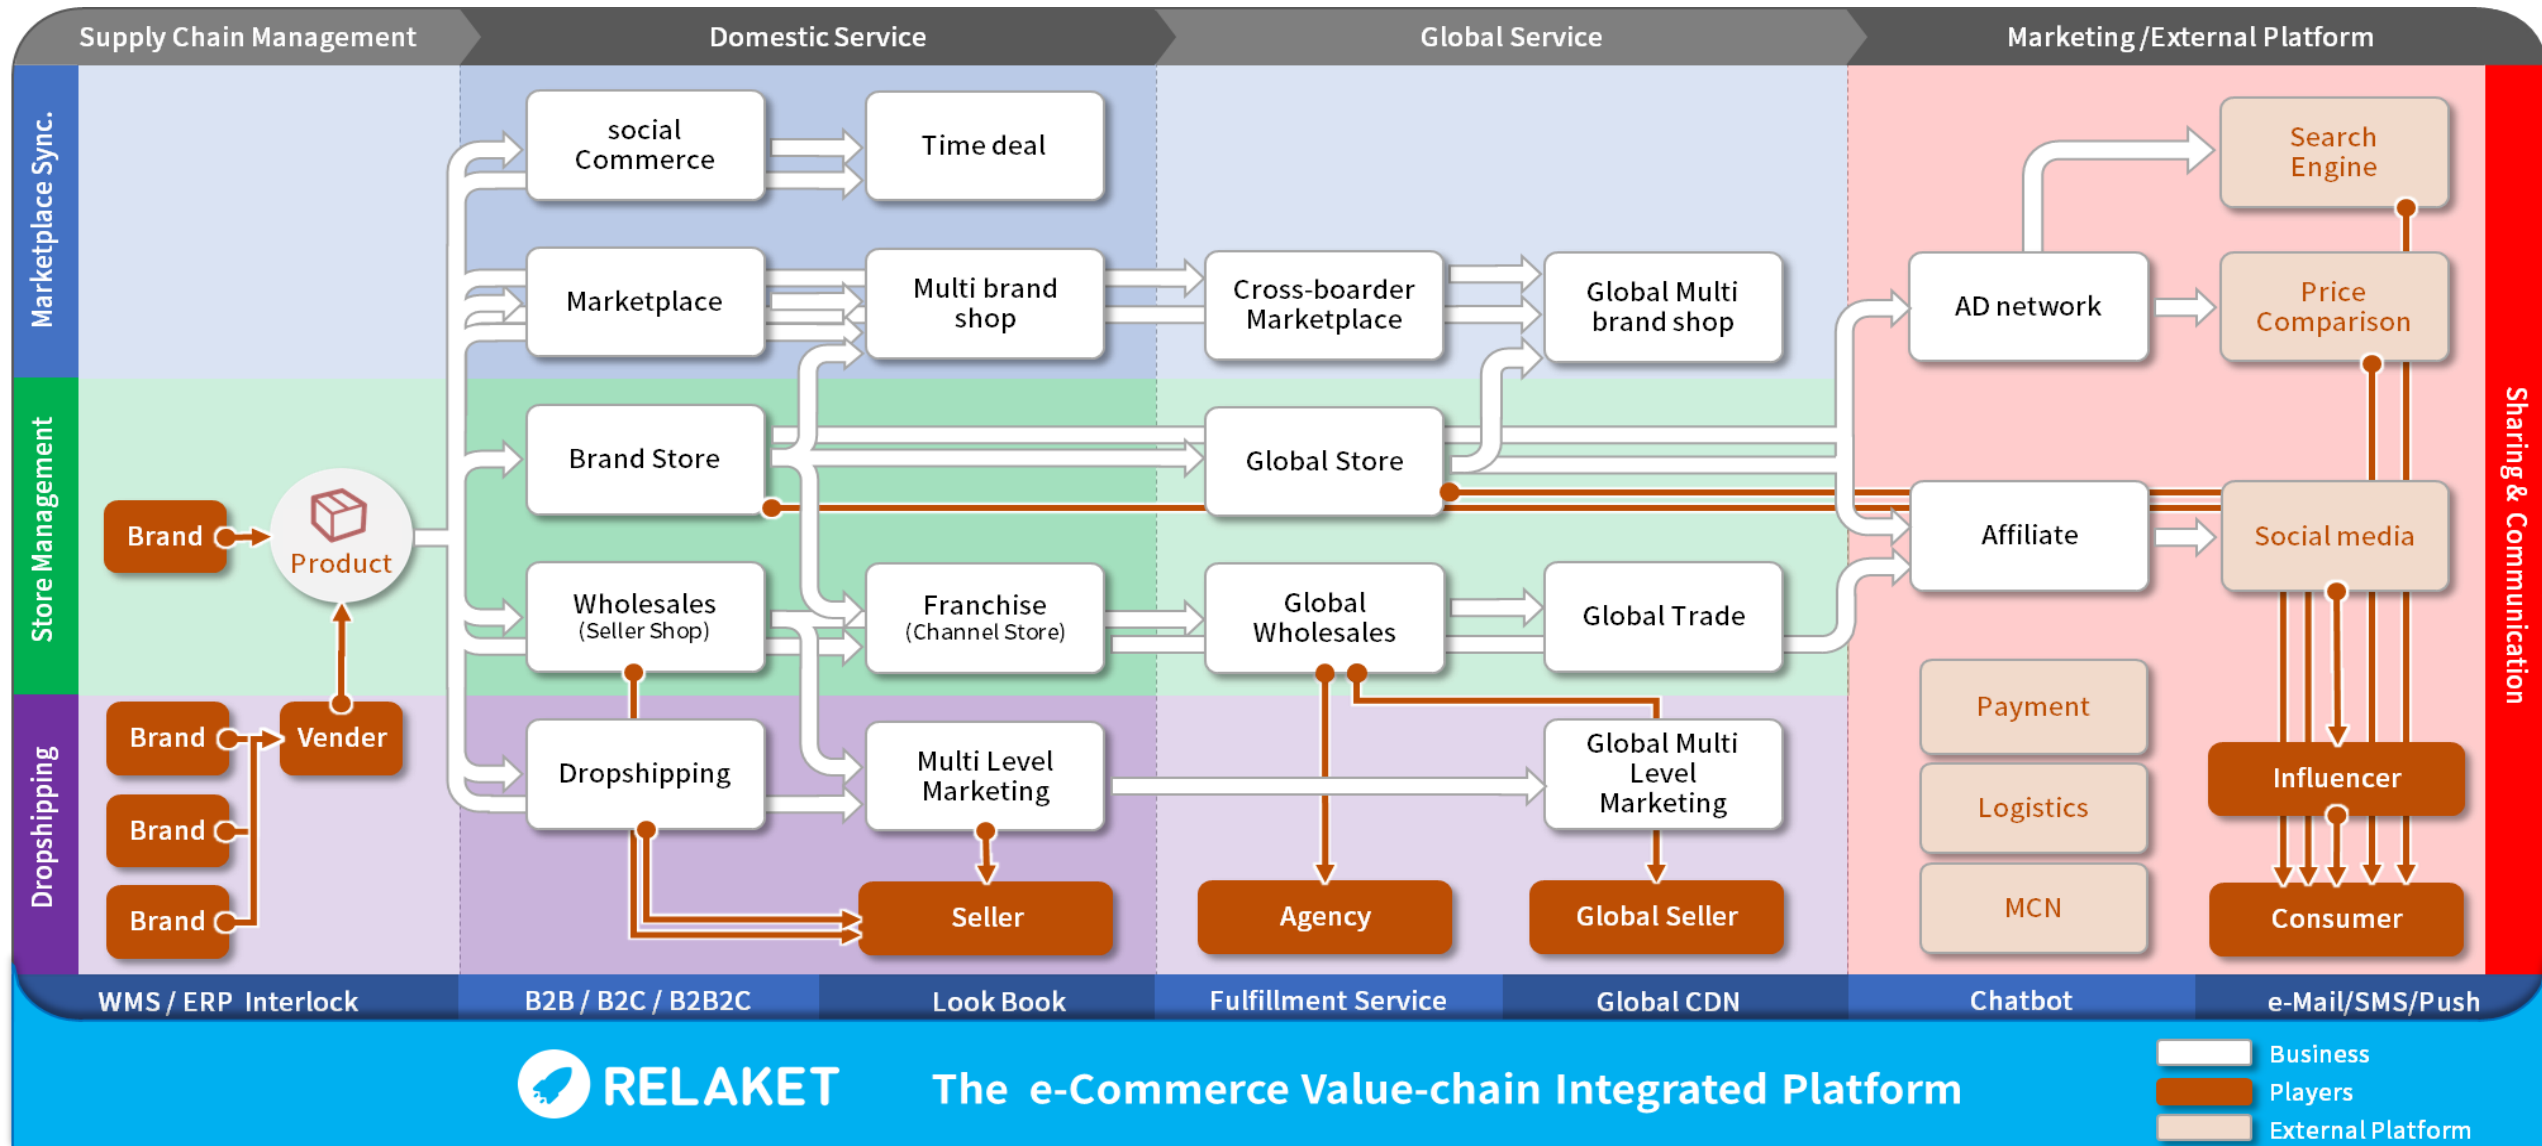 Supply Chain Management
Domestic Service
Global Service
Marketing/External Platform
Marketplace Sync.
Store Management
Dropshipping
Sharing & Communication
social
Commerce
Time deal
Search
Engine
Marketplace
Multi brand
shop
Cross-boarder
Marketplace
Global Multi
brand shop
AD network
Price
Comparison
Brand Store
Global Store
Brand
Product
Affiliate
Social media
Wholesales
(Seller Shop)
Franchise
(Channel Store)
Global
Wholesales
Global Trade
Payment
Brand
Vender
Dropshipping
Multi Level
Marketing
Global Multi
Level
Marketing
Influencer
Logistics
Brand
Brand
Seller
Agency
Global Seller
MCN
Consumer
WMS / ERP Interlock
B2B / B2C / B2B2C
Look Book
Fulfillment Service
Global CDN
Chatbot
e-Mail/SMS/Push
RELAKET
The e-Commerce Value-chain Integrated Platform
Business
Players
External Platform